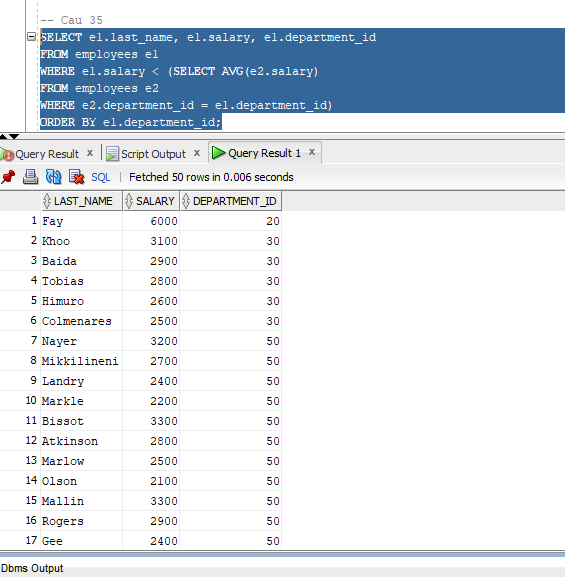 -- Cau 35
SELECT e1.last_name, e1.salary, e1.department_id
FROM employees e1
WHERE e1.salary < (SELECT AVG(e2.salary)
FROM employees e2
WHERE e2.department_id = e1.department_id)
ORDER BY e1.department_id;
Query Result x Script Output x Query Result 1 x
SQL | Fetched 50 rows in 0.006 seconds
LAST_NAME SALARY DEPARTMENT_ID
1 Fay 6000 20
2 Khoo 3100 30
3 Baida 2900 30
4 Tobias 2800 30
5 Himuro 2600 30
6 Colmenares 2500 30
7 Nayer 3200 50
8 Mikkilineni 2700 50
9 Landry 2400 50
10 Markle 2200 50
11 Bissot 3300 50
12 Atkinson 2800 50
13 Marlow 2500 50
14 Olson 2100 50
15 Mallin 3300 50
16 Rogers 2900 50
17 Gee 2400 50
Dbms Output